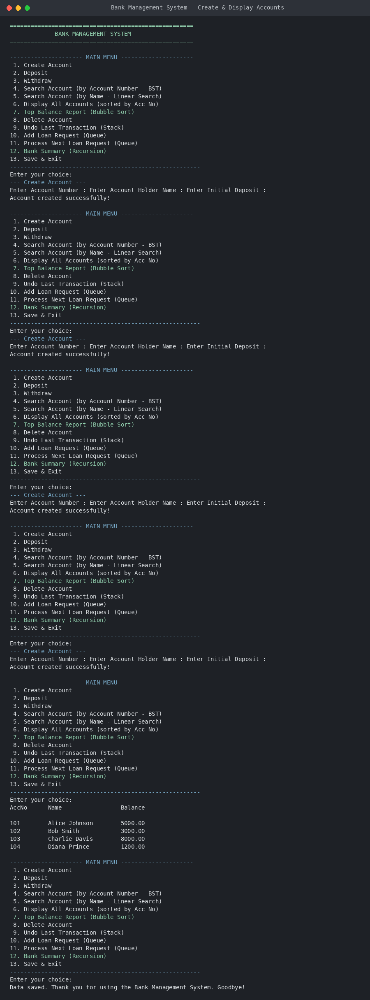 Bank Management System — Create & Display Accounts
=====================================================
BANK MANAGEMENT SYSTEM
=====================================================
--------------------- MAIN MENU ---------------------
1. Create Account
2. Deposit
3. Withdraw
4. Search Account (by Account Number - BST)
5. Search Account (by Name - Linear Search)
6. Display All Accounts (sorted by Acc No)
7. Top Balance Report (Bubble Sort)
8. Delete Account
9. Undo Last Transaction (Stack)
10. Add Loan Request (Queue)
11. Process Next Loan Request (Queue)
12. Bank Summary (Recursion)
13. Save & Exit
-------------------------------------------------------
Enter your choice:
--- Create Account ---
Enter Account Number : Enter Account Holder Name : Enter Initial Deposit :
Account created successfully!
--------------------- MAIN MENU ---------------------
1. Create Account
2. Deposit
3. Withdraw
4. Search Account (by Account Number - BST)
5. Search Account (by Name - Linear Search)
6. Display All Accounts (sorted by Acc No)
7. Top Balance Report (Bubble Sort)
8. Delete Account
9. Undo Last Transaction (Stack)
10. Add Loan Request (Queue)
11. Process Next Loan Request (Queue)
12. Bank Summary (Recursion)
13. Save & Exit
-------------------------------------------------------
Enter your choice:
--- Create Account ---
Enter Account Number : Enter Account Holder Name : Enter Initial Deposit :
Account created successfully!
--------------------- MAIN MENU ---------------------
1. Create Account
2. Deposit
3. Withdraw
4. Search Account (by Account Number - BST)
5. Search Account (by Name - Linear Search)
6. Display All Accounts (sorted by Acc No)
7. Top Balance Report (Bubble Sort)
8. Delete Account
9. Undo Last Transaction (Stack)
10. Add Loan Request (Queue)
11. Process Next Loan Request (Queue)
12. Bank Summary (Recursion)
13. Save & Exit
-------------------------------------------------------
Enter your choice:
--- Create Account ---
Enter Account Number : Enter Account Holder Name : Enter Initial Deposit :
Account created successfully!
--------------------- MAIN MENU ---------------------
1. Create Account
2. Deposit
3. Withdraw
4. Search Account (by Account Number - BST)
5. Search Account (by Name - Linear Search)
6. Display All Accounts (sorted by Acc No)
7. Top Balance Report (Bubble Sort)
8. Delete Account
9. Undo Last Transaction (Stack)
10. Add Loan Request (Queue)
11. Process Next Loan Request (Queue)
12. Bank Summary (Recursion)
13. Save & Exit
-------------------------------------------------------
Enter your choice:
--- Create Account ---
Enter Account Number : Enter Account Holder Name : Enter Initial Deposit :
Account created successfully!
--------------------- MAIN MENU ---------------------
1. Create Account
2. Deposit
3. Withdraw
4. Search Account (by Account Number - BST)
5. Search Account (by Name - Linear Search)
6. Display All Accounts (sorted by Acc No)
7. Top Balance Report (Bubble Sort)
8. Delete Account
9. Undo Last Transaction (Stack)
10. Add Loan Request (Queue)
11. Process Next Loan Request (Queue)
12. Bank Summary (Recursion)
13. Save & Exit
-------------------------------------------------------
Enter your choice:
AccNo      Name                 Balance
----------------------------------------
101        Alice Johnson        5000.00
102        Bob Smith            3000.00
103        Charlie Davis        8000.00
104        Diana Prince         1200.00
--------------------- MAIN MENU ---------------------
1. Create Account
2. Deposit
3. Withdraw
4. Search Account (by Account Number - BST)
5. Search Account (by Name - Linear Search)
6. Display All Accounts (sorted by Acc No)
7. Top Balance Report (Bubble Sort)
8. Delete Account
9. Undo Last Transaction (Stack)
10. Add Loan Request (Queue)
11. Process Next Loan Request (Queue)
12. Bank Summary (Recursion)
13. Save & Exit
-------------------------------------------------------
Enter your choice:
Data saved. Thank you for using the Bank Management System. Goodbye!